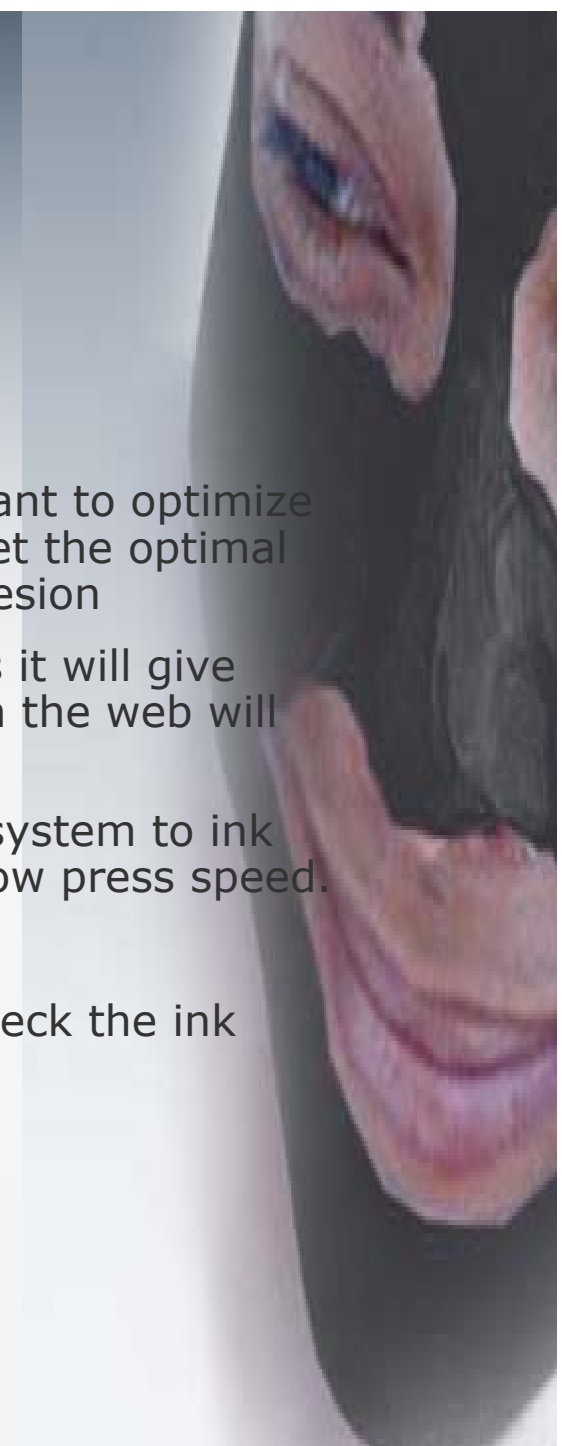 ant to optimize
et the optimal
esion
s it will give
the web will
system to ink
ow press speed.
eck the ink